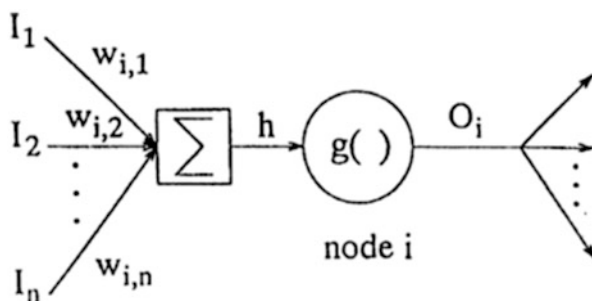 I1
wi,1
I2 wi,2 Σ h g( ) Oi
node i
wi,n
In